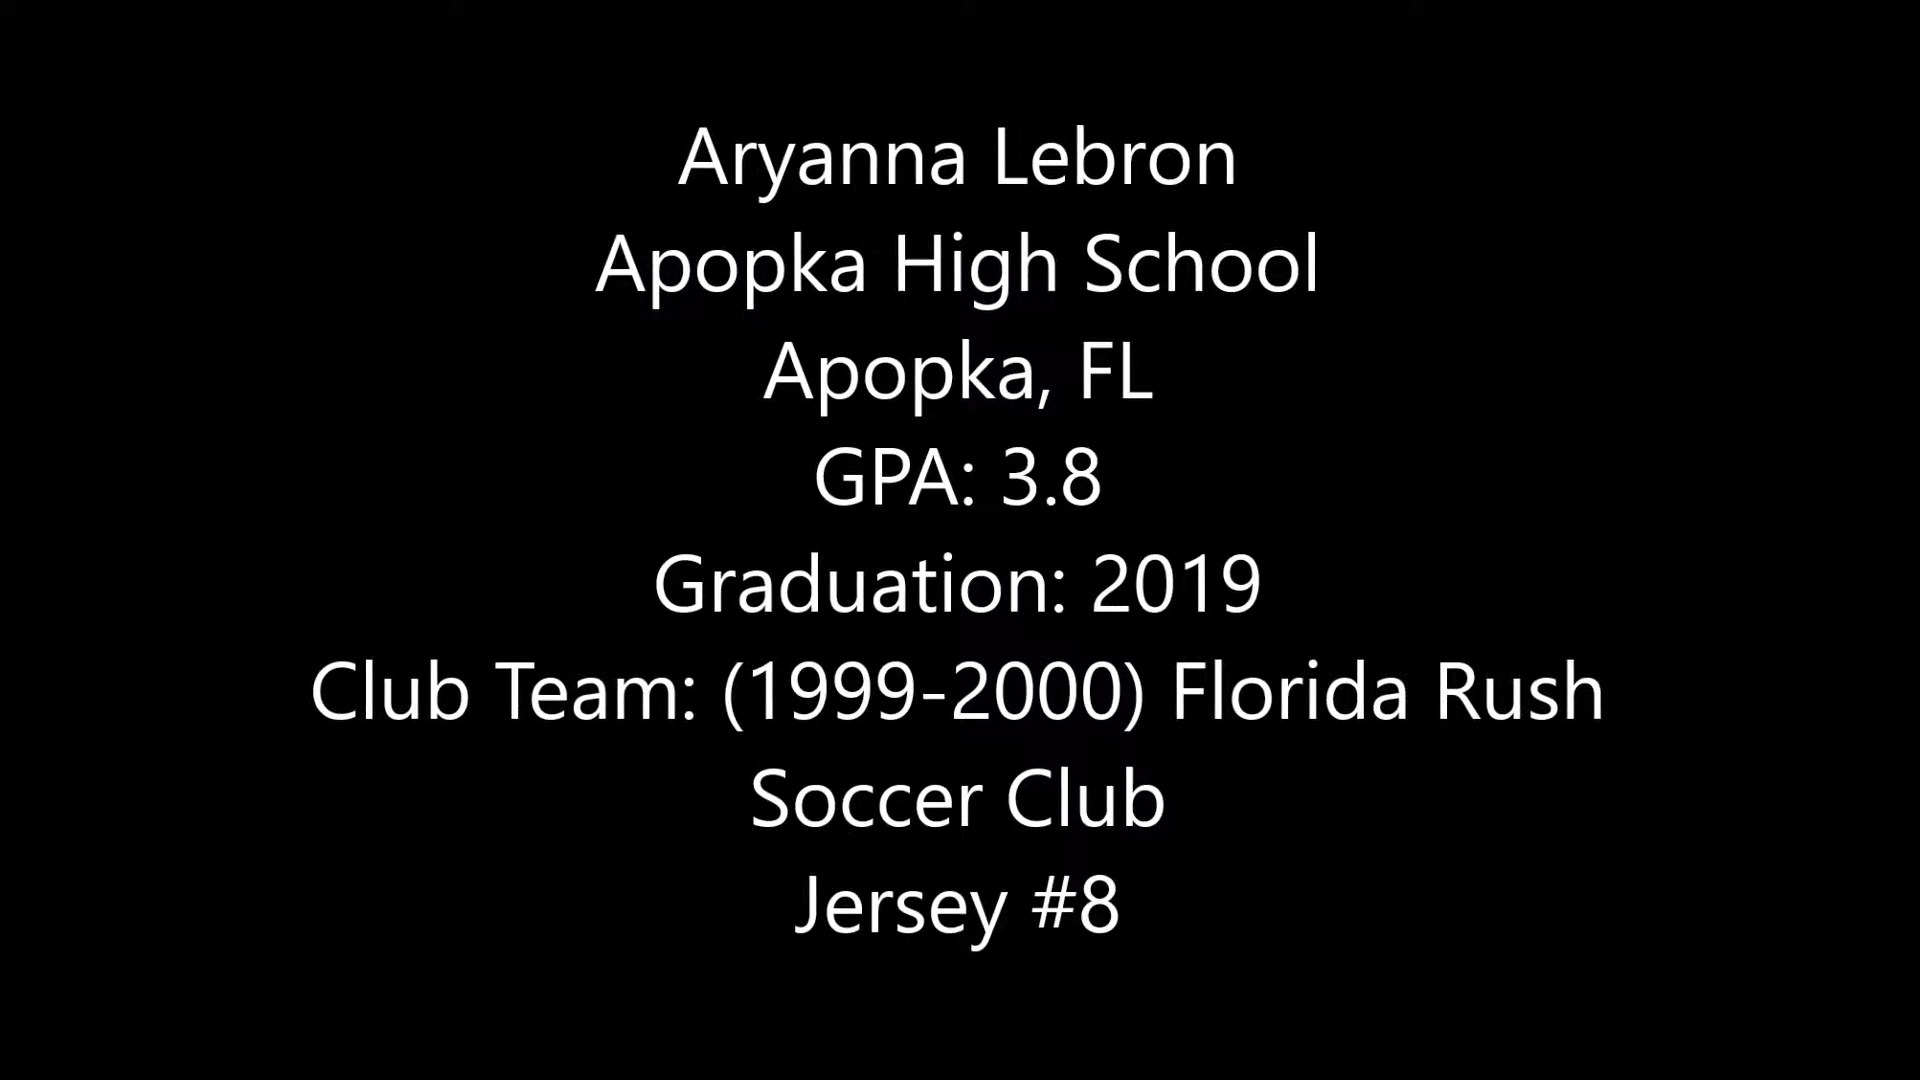 Aryanna Lebron
Apopka High School
Apopka, FL
GPA: 3.8
Graduation: 2019
Club Team: (1999-2000) Florida Rush
Soccer Club
Jersey #8